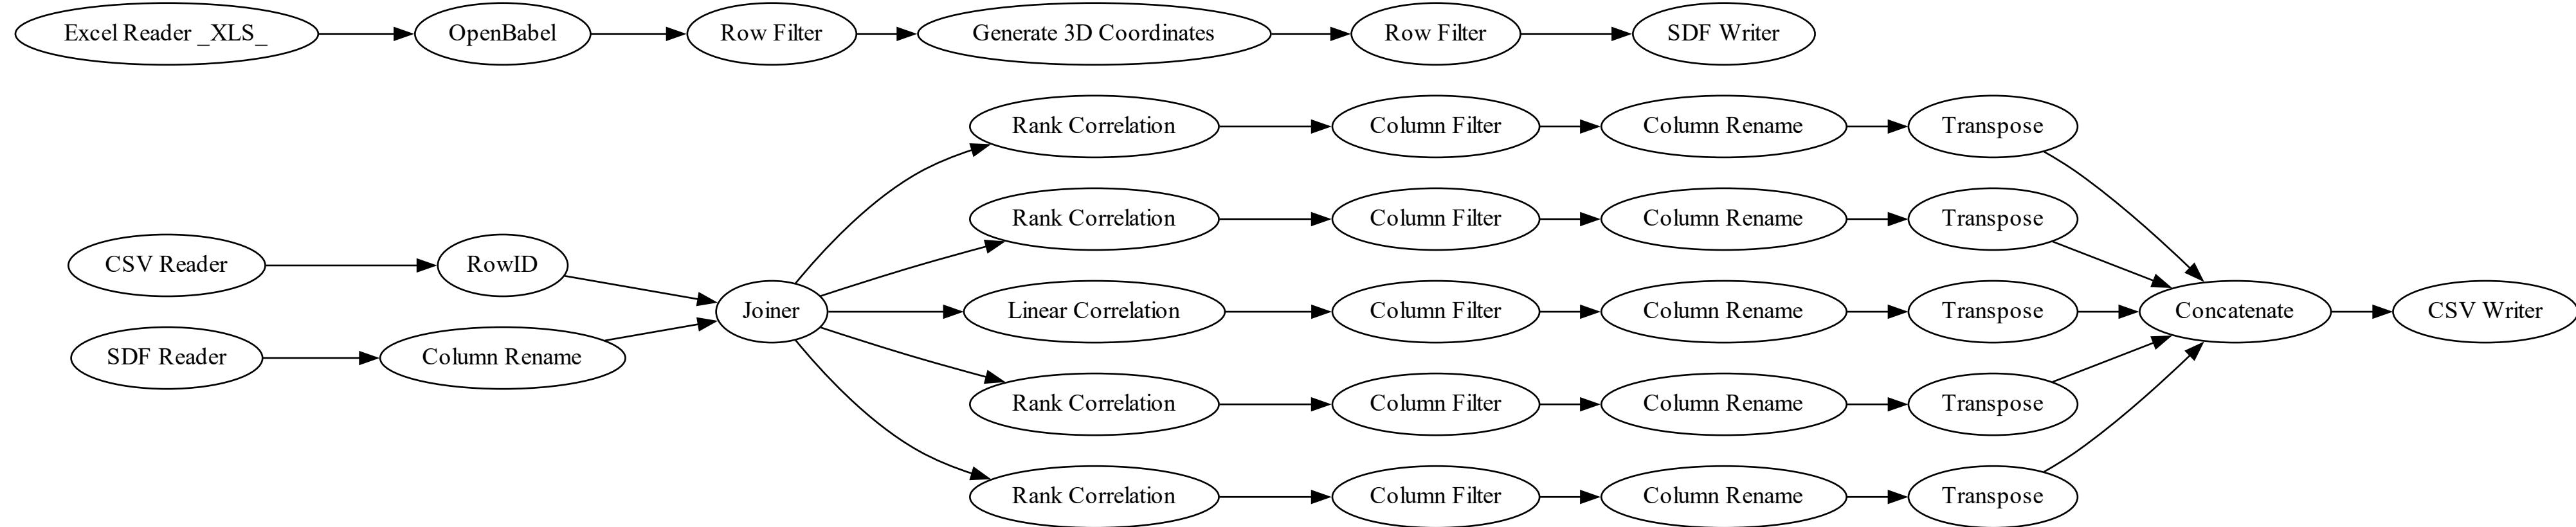 Excel Reader _XLS_
OpenBabel
Row Filter
Generate 3D Coordinates
Row Filter
SDF Writer
Rank Correlation
Column Filter
Column Rename
Transpose
Rank Correlation
Column Filter
Column Rename
Transpose
CSV Reader
RowID
Joiner
Linear Correlation
Column Filter
Column Rename
Transpose
Concatenate
CSV Writer
SDF Reader
Column Rename
Rank Correlation
Column Filter
Column Rename
Transpose
Rank Correlation
Column Filter
Column Rename
Transpose